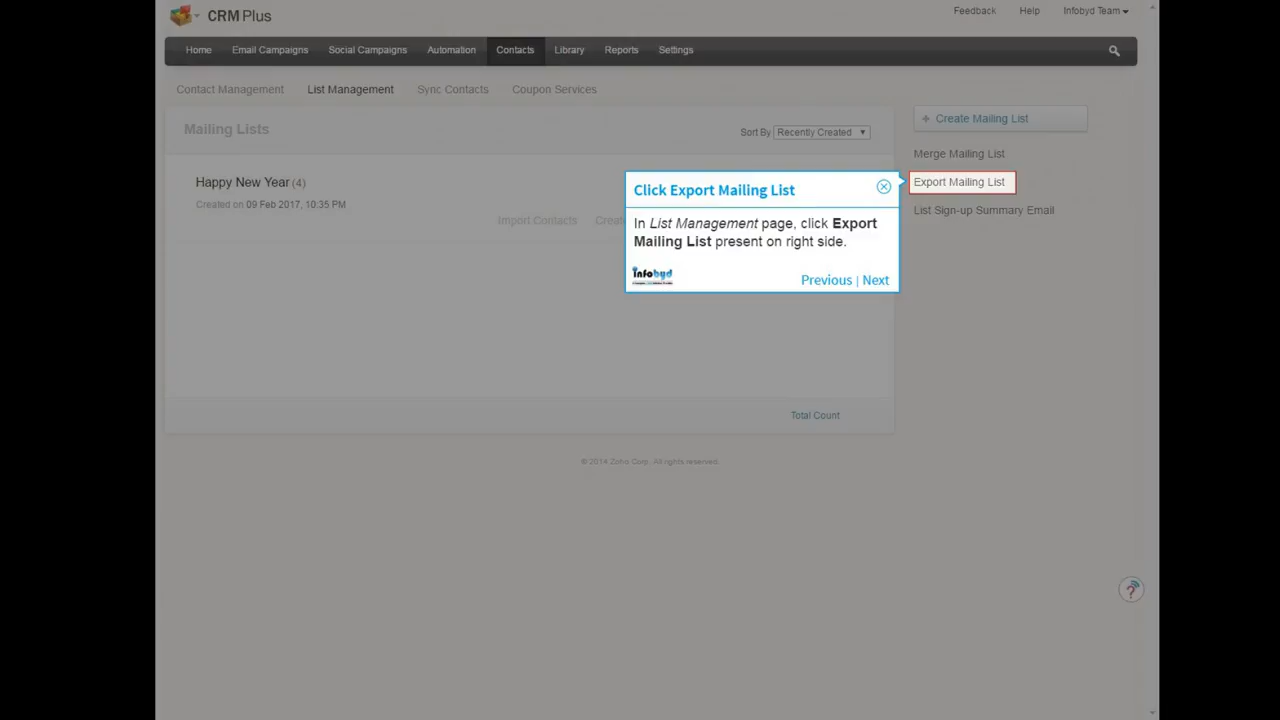 CRM Plus
Feedback Help Infobyd Team
Home Email Campaigns Social Campaigns Automation Contacts Library Reports Settings
Contact Management List Management Sync Contacts Coupon Services
Mailing Lists
Sort By Recently Created
Create Mailing List
Merge Mailing List
Export Mailing List
List Sign-up Summary Email
Happy New Year (4)
Created on 09 Feb 2017, 10:35 PM
Import Contacts
Click Export Mailing List
In List Management page, click Export
Mailing List present on right side.
infobyd
Previous | Next
Total Count
© 2014 Zoho Corp. All rights reserved.